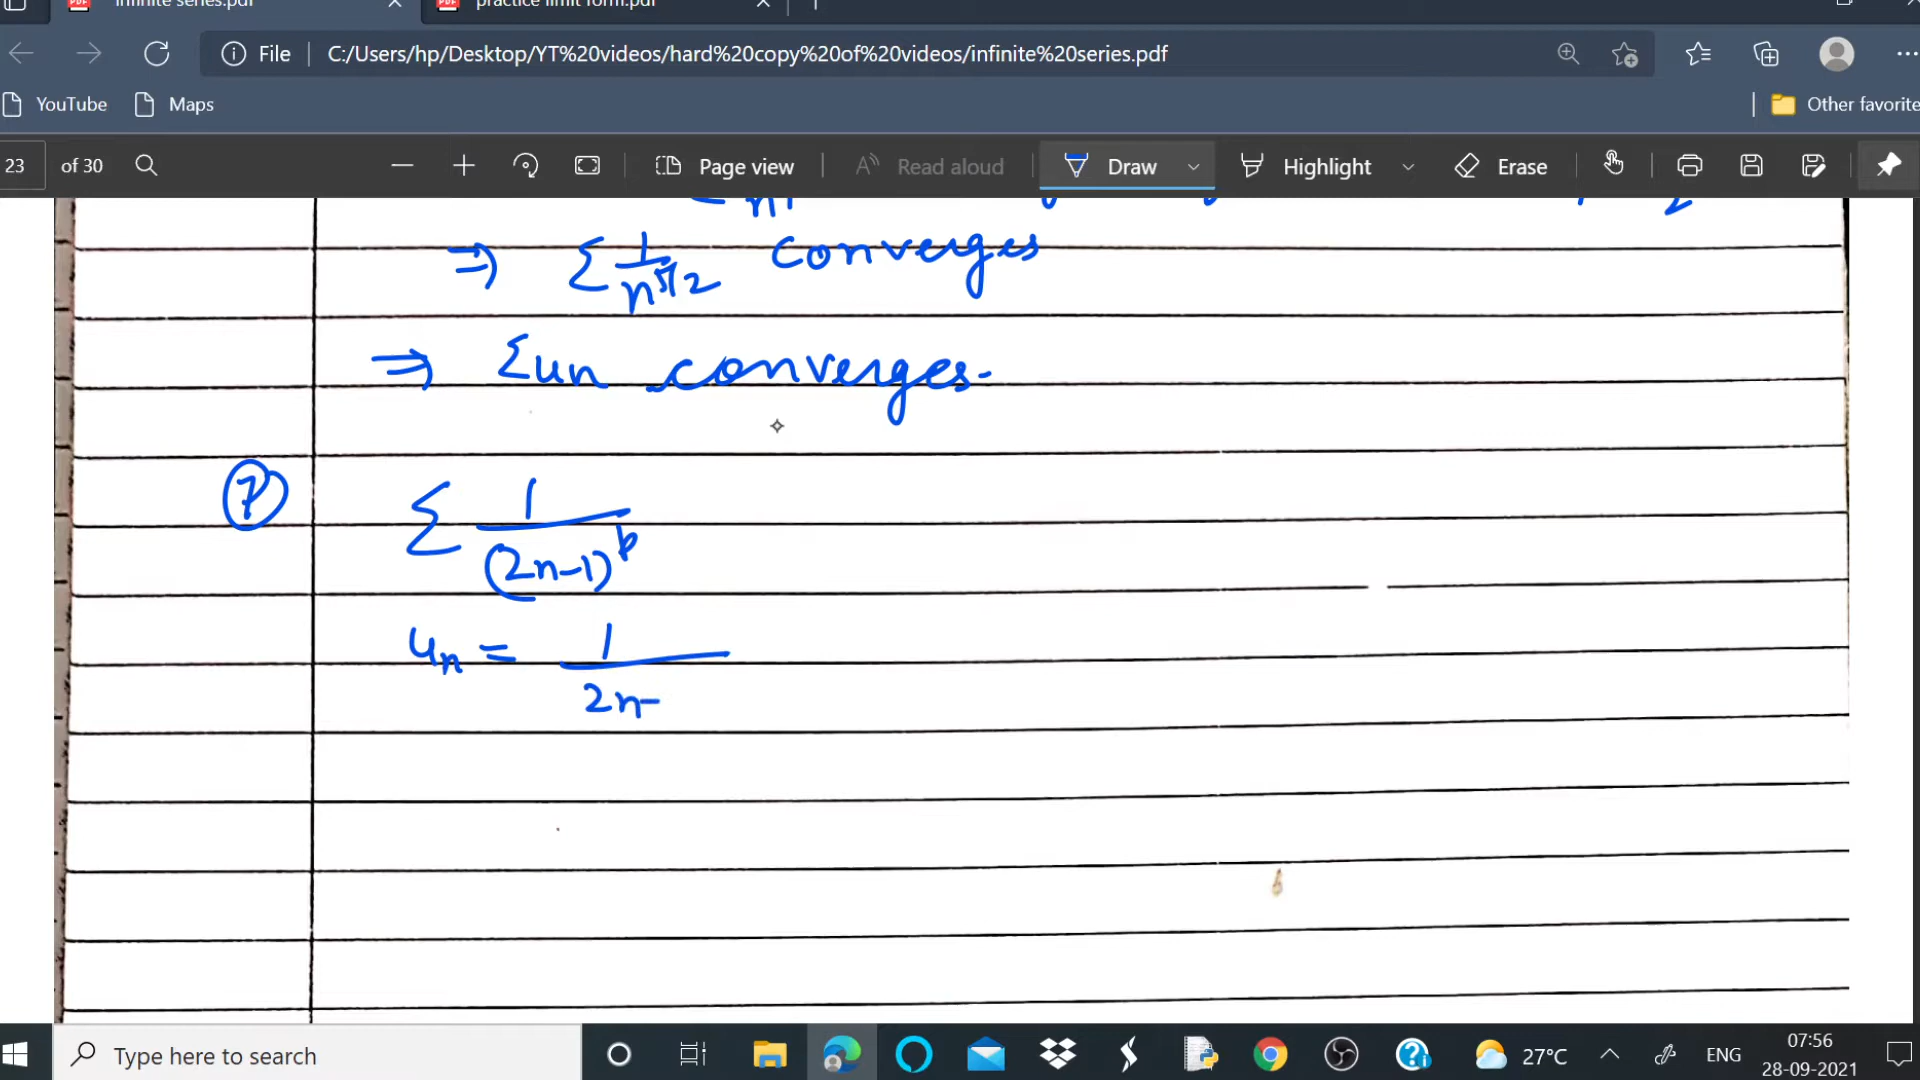 infinite series.pdf practice limit form.pdf
File C:/Users/hp/Desktop/YT%20videos/hard%20copy%20of%20videos/infinite%20series.pdf
YouTube Maps Other favorite
23 of 30 Page view Read aloud Draw Highlight Erase
⇒ Σ 1/n^5/2 converges
⇒ Σun converges.
7 Σ 1/(2n-1)^p
un = 1/2n-
Type here to search 27°C ENG 07:56
28-09-2021